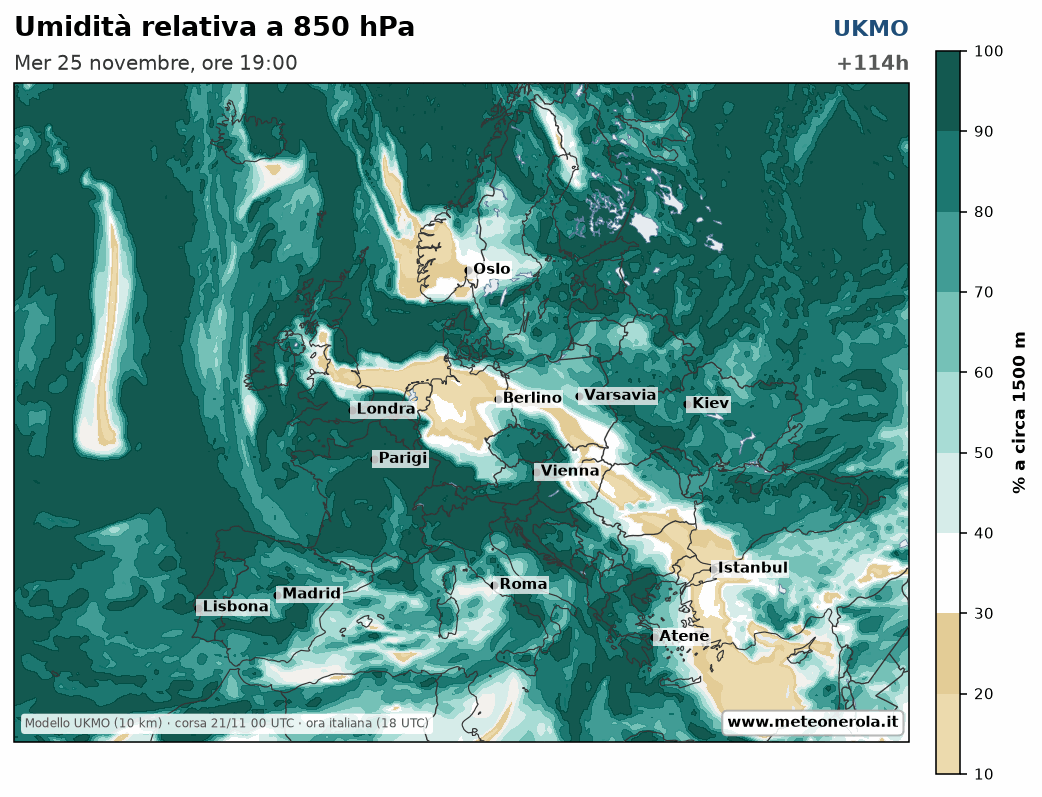 Umidità relativa a 850 hPa
UKMO
Mer 25 novembre, ore 19:00
+114h
100
90
80
70
60
50
40
30
20
10
% a circa 1500 m
Oslo
Londra
Berlino
Varsavia
Kiev
Parigi
Vienna
Istanbul
Roma
Madrid
Lisbona
Atene
Modello UKMO (10 km) · corsa 21/11 00 UTC · ora italiana (18 UTC)
www.meteonerola.it